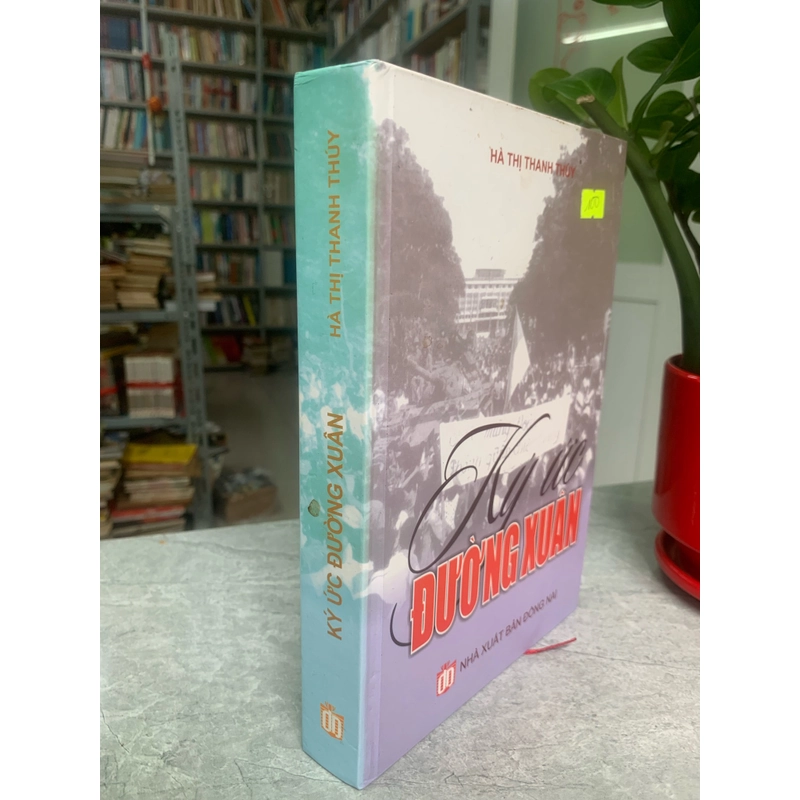 HÀ THỊ THANH THỦY
KÝ ỨC ĐƯỜNG XUÂN
HÀ THỊ THANH THỦY
Ký ức
ĐƯỜNG XUÂN
NHÀ XUẤT BẢN ĐỒNG NAI